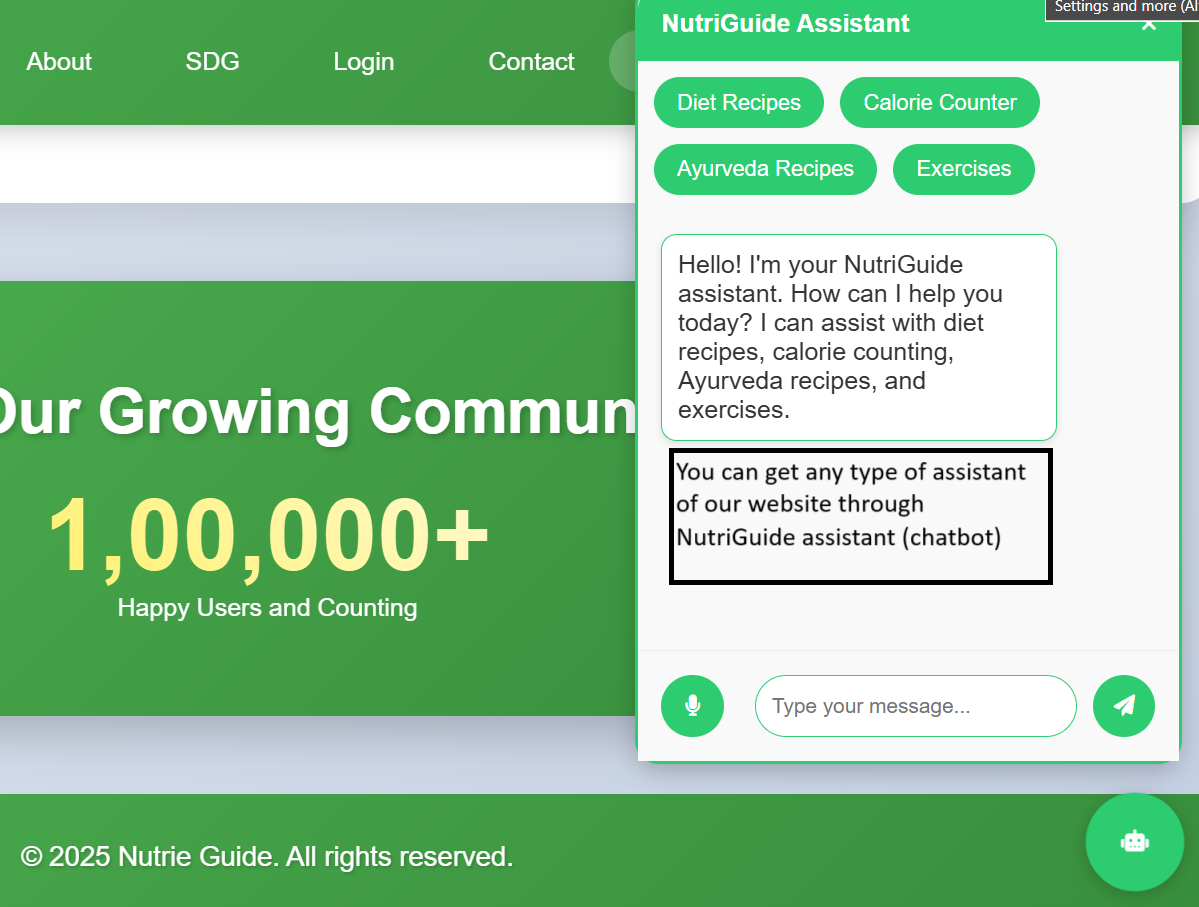 About SDG Login Contact
NutriGuide Assistant
Settings and more
×
Diet Recipes Calorie Counter
Ayurveda Recipes Exercises
Hello! I'm your NutriGuide
assistant. How can I help you
today? I can assist with diet
recipes, calorie counting,
Ayurveda recipes, and
exercises.
You can get any type of assistant
of our website through
NutriGuide assistant (chatbot)
Type your message...
Our Growing
1,00,000+
Happy Users and Counting
© 2025 Nutrie Guide. All rights reserved.